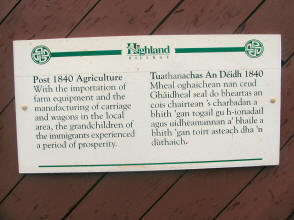 Highland
VILLAGE
Post 1840 Agriculture
With the importation of
farm equipment and the
manufacturing of carriage
and wagons in the local
area, the grandchildren of
the immigrants experienced
a period of prosperity.
Tuathanachas An Déidh 1840
Mheal oghaichean nan ceud
Ghàidheal seal do bheartas an
cois chairtean 's charbadan a
bhith 'gan togail gu h-ionadail
agus uidheamannan a' bhaile a
bhith 'gan toirt asteach dha 'n
dùthaich.